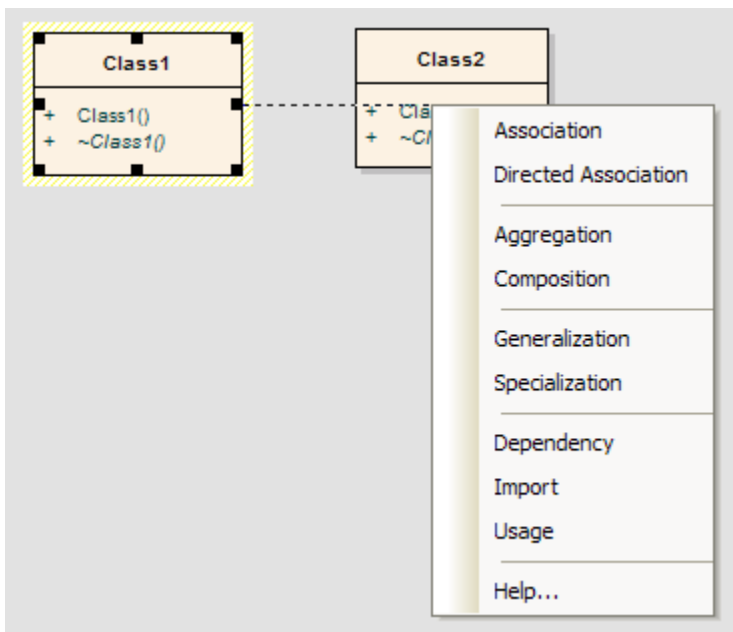 Class1
+ Class1()
+ ~Class1()
Class2
+
+
Association
Directed Association
Aggregation
Composition
Generalization
Specialization
Dependency
Import
Usage
Help...